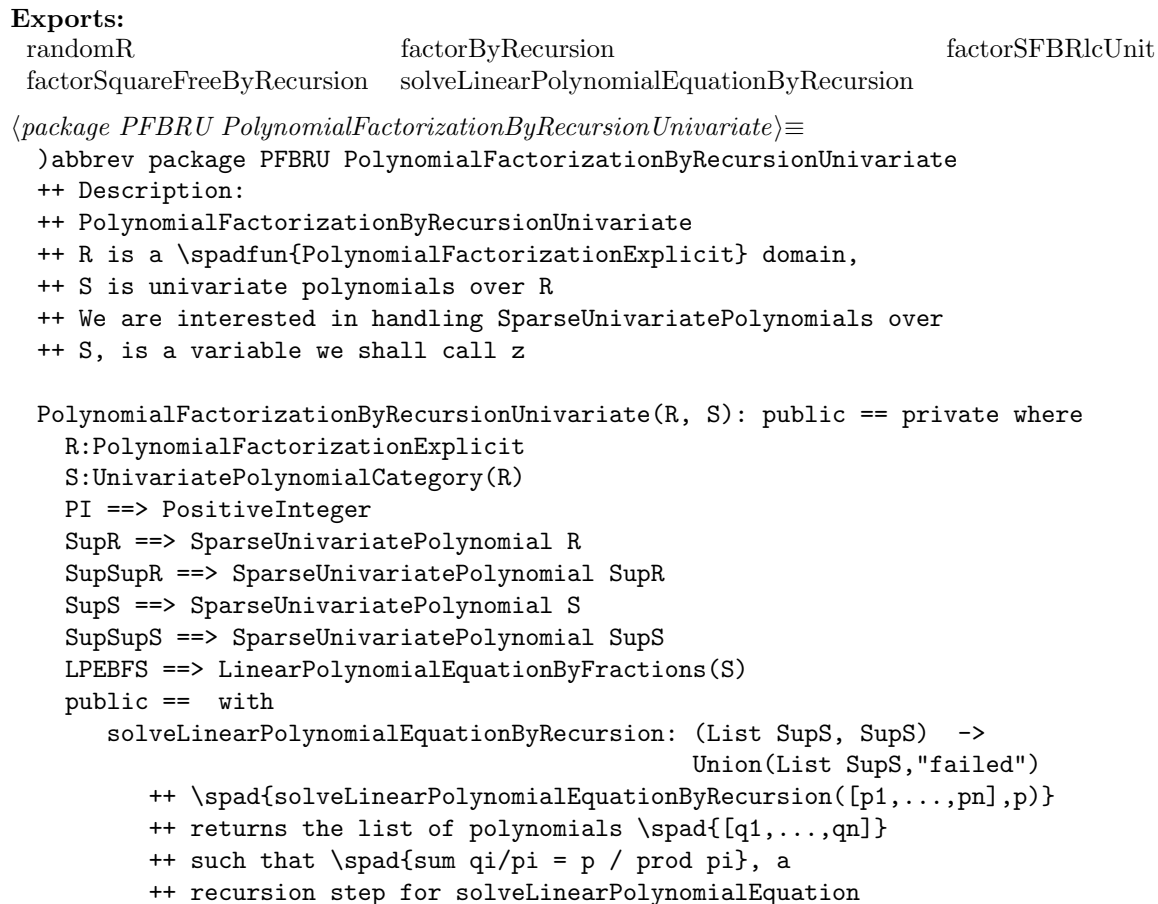 Exports:
randomR factorByRecursion factorSFBRlcUnit
factorSquareFreeByRecursion solveLinearPolynomialEquationByRecursion
⟨package PFBRU PolynomialFactorizationByRecursionUnivariate⟩≡
)abbrev package PFBRU PolynomialFactorizationByRecursionUnivariate
++ Description:
++ PolynomialFactorizationByRecursionUnivariate
++ R is a \spadfun{PolynomialFactorizationExplicit} domain,
++ S is univariate polynomials over R
++ We are interested in handling SparseUnivariatePolynomials over
++ S, is a variable we shall call z
PolynomialFactorizationByRecursionUnivariate(R, S): public == private where
R:PolynomialFactorizationExplicit
S:UnivariatePolynomialCategory(R)
PI ==> PositiveInteger
SupR ==> SparseUnivariatePolynomial R
SupSupR ==> SparseUnivariatePolynomial SupR
SupS ==> SparseUnivariatePolynomial S
SupSupS ==> SparseUnivariatePolynomial SupS
LPEBFS ==> LinearPolynomialEquationByFractions(S)
public == with
solveLinearPolynomialEquationByRecursion: (List SupS, SupS) ->
Union(List SupS,"failed")
++ \spad{solveLinearPolynomialEquationByRecursion([p1,...,pn],p)}
++ returns the list of polynomials \spad{[q1,...,qn]}
++ such that \spad{sum qi/pi = p / prod pi}, a
++ recursion step for solveLinearPolynomialEquation